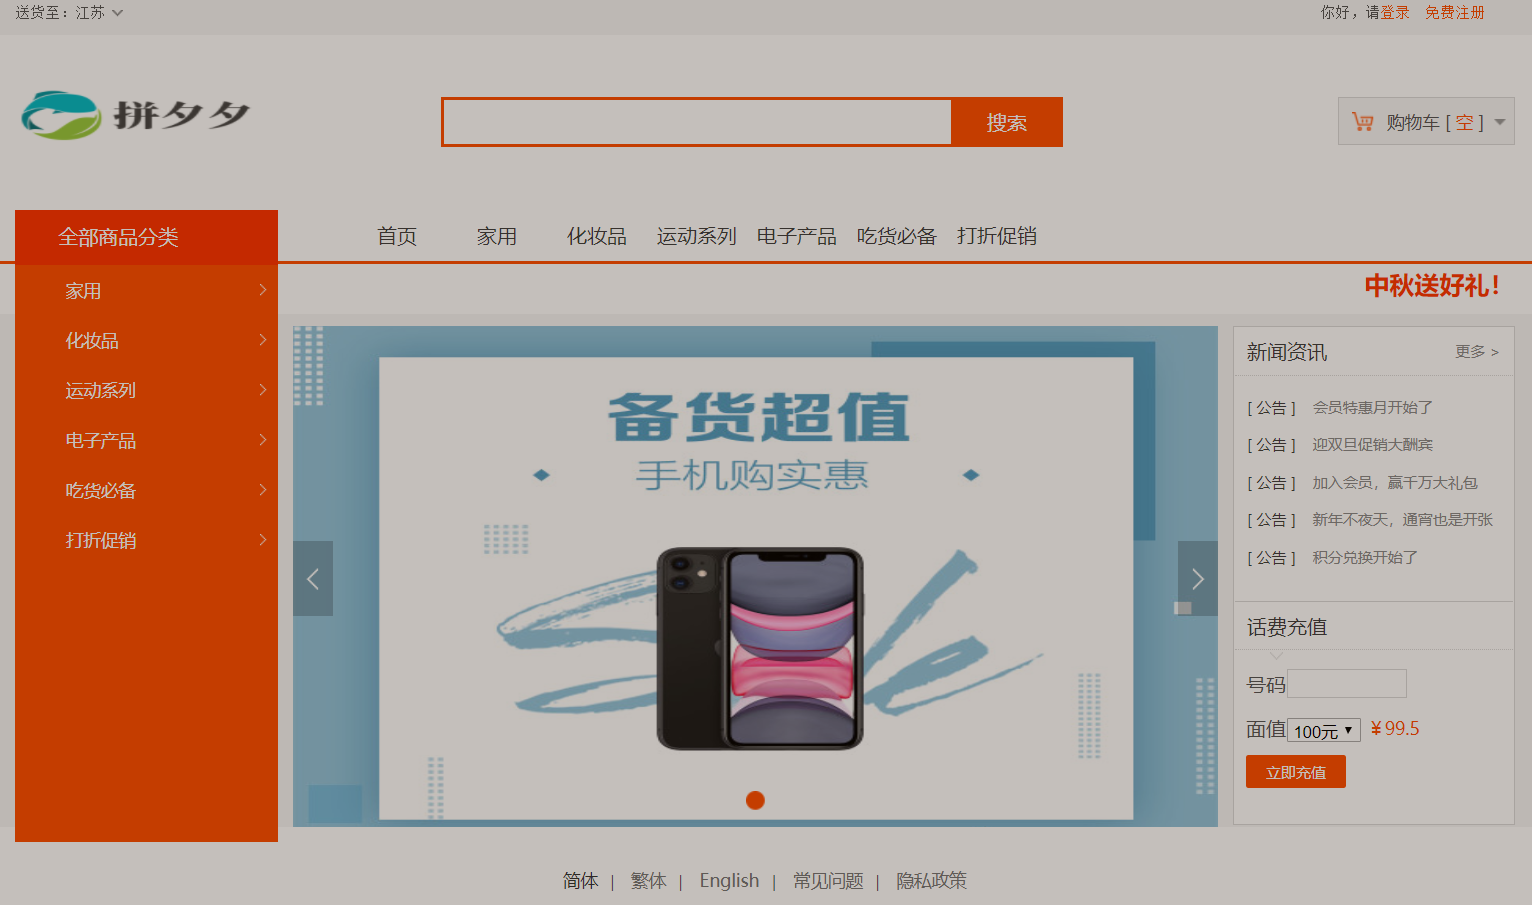 送货至：江苏
你好，请登录 免费注册
拼夕夕
搜索
购物车 [ 空 ]
全部商品分类
首页 家用 化妆品 运动系列 电子产品 吃货必备 打折促销
中秋送好礼！
家用
化妆品
运动系列
电子产品
吃货必备
打折促销
备货超值
手机购实惠
新闻资讯 更多 >
[ 公告 ] 会员特惠月开始了
[ 公告 ] 迎双旦促销大酬宾
[ 公告 ] 加入会员，赢千万大礼包
[ 公告 ] 新年不夜天，通宵也是开张
[ 公告 ] 积分兑换开始了
话费充值
号码
面值 100元 ￥99.5
立即充值
简体 | 繁体 | English | 常见问题 | 隐私政策